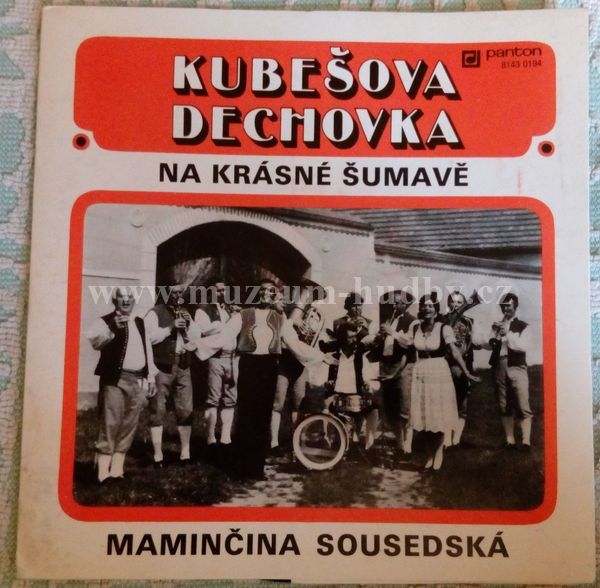 panton
8143 0194
KUBEŠOVA
DECHOVKA
NA KRÁSNÉ ŠUMAVĚ
www.muzeum-hudby.cz
MAMINČINA SOUSEDSKÁ